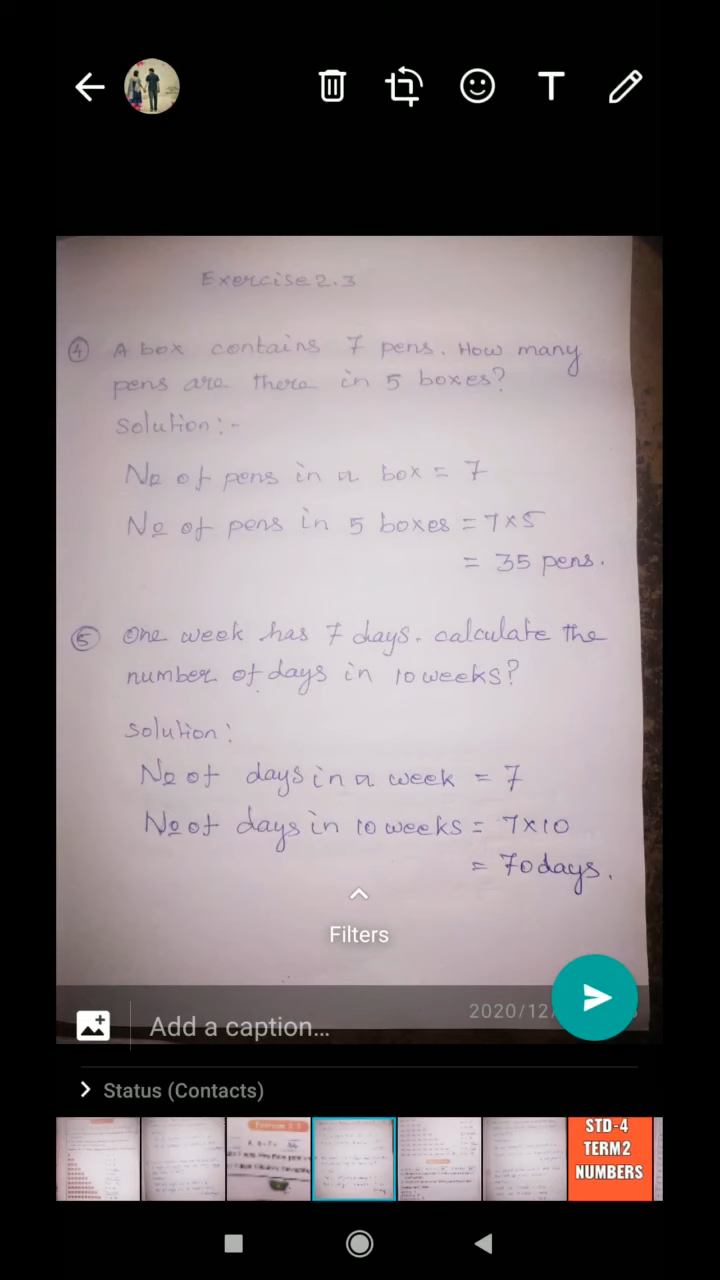 T
Exercise 2.3
④ A box contains 7 pens. How many
pens are there in 5 boxes?
Solution:-
No of pens in a box = 7
No of pens in 5 boxes = 7×5
= 35 pens.
⑤ One week has 7 days. calculate the
number of days in 10 weeks?
Solution:
No of days in a week = 7
No of days in 10 weeks = 7×10
= 70 days.
Filters
2020/12/
Add a caption...
Status (Contacts)
STD-4
TERM2
NUMBERS